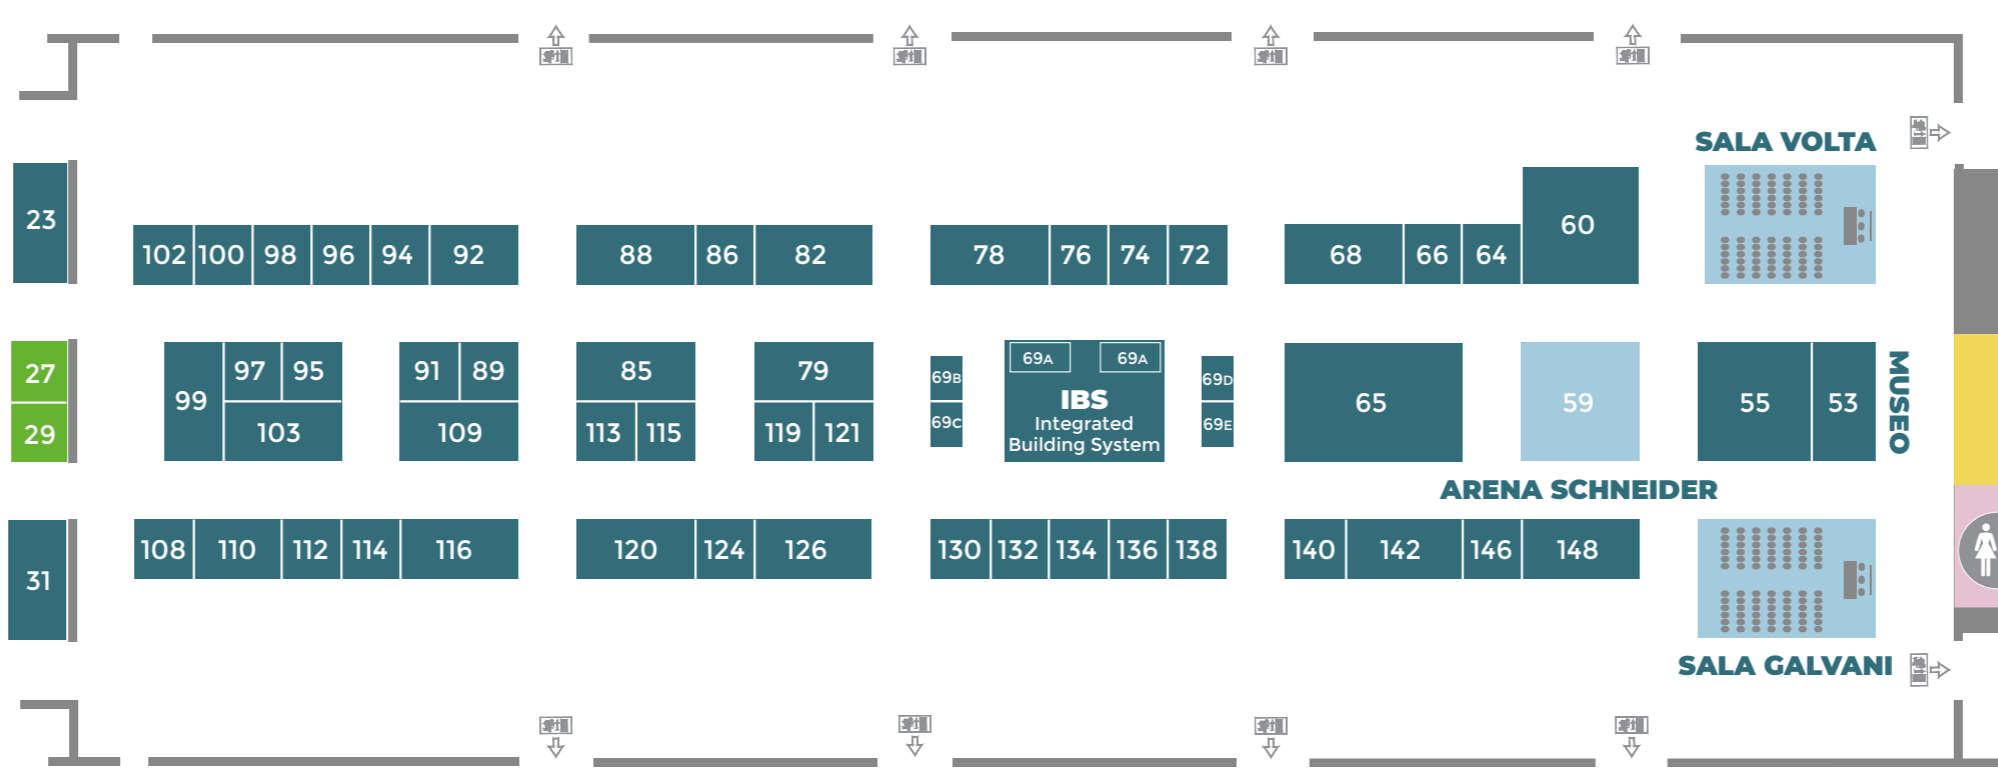 SALA VOLTA
23
102 100 98 96 94 92
88 86 82
78 76 74 72
68 66 64 60
27
29
99 97 95
103
91 89
109
85
113 115
79
119 121
69B
69C
69A 69A
IBS
Integrated
Building System
69D
69E
65
59
55 53
MUSEO
ARENA SCHNEIDER
31
108 110 112 114 116
120 124 126
130 132 134 136 138
140 142 146 148
SALA GALVANI